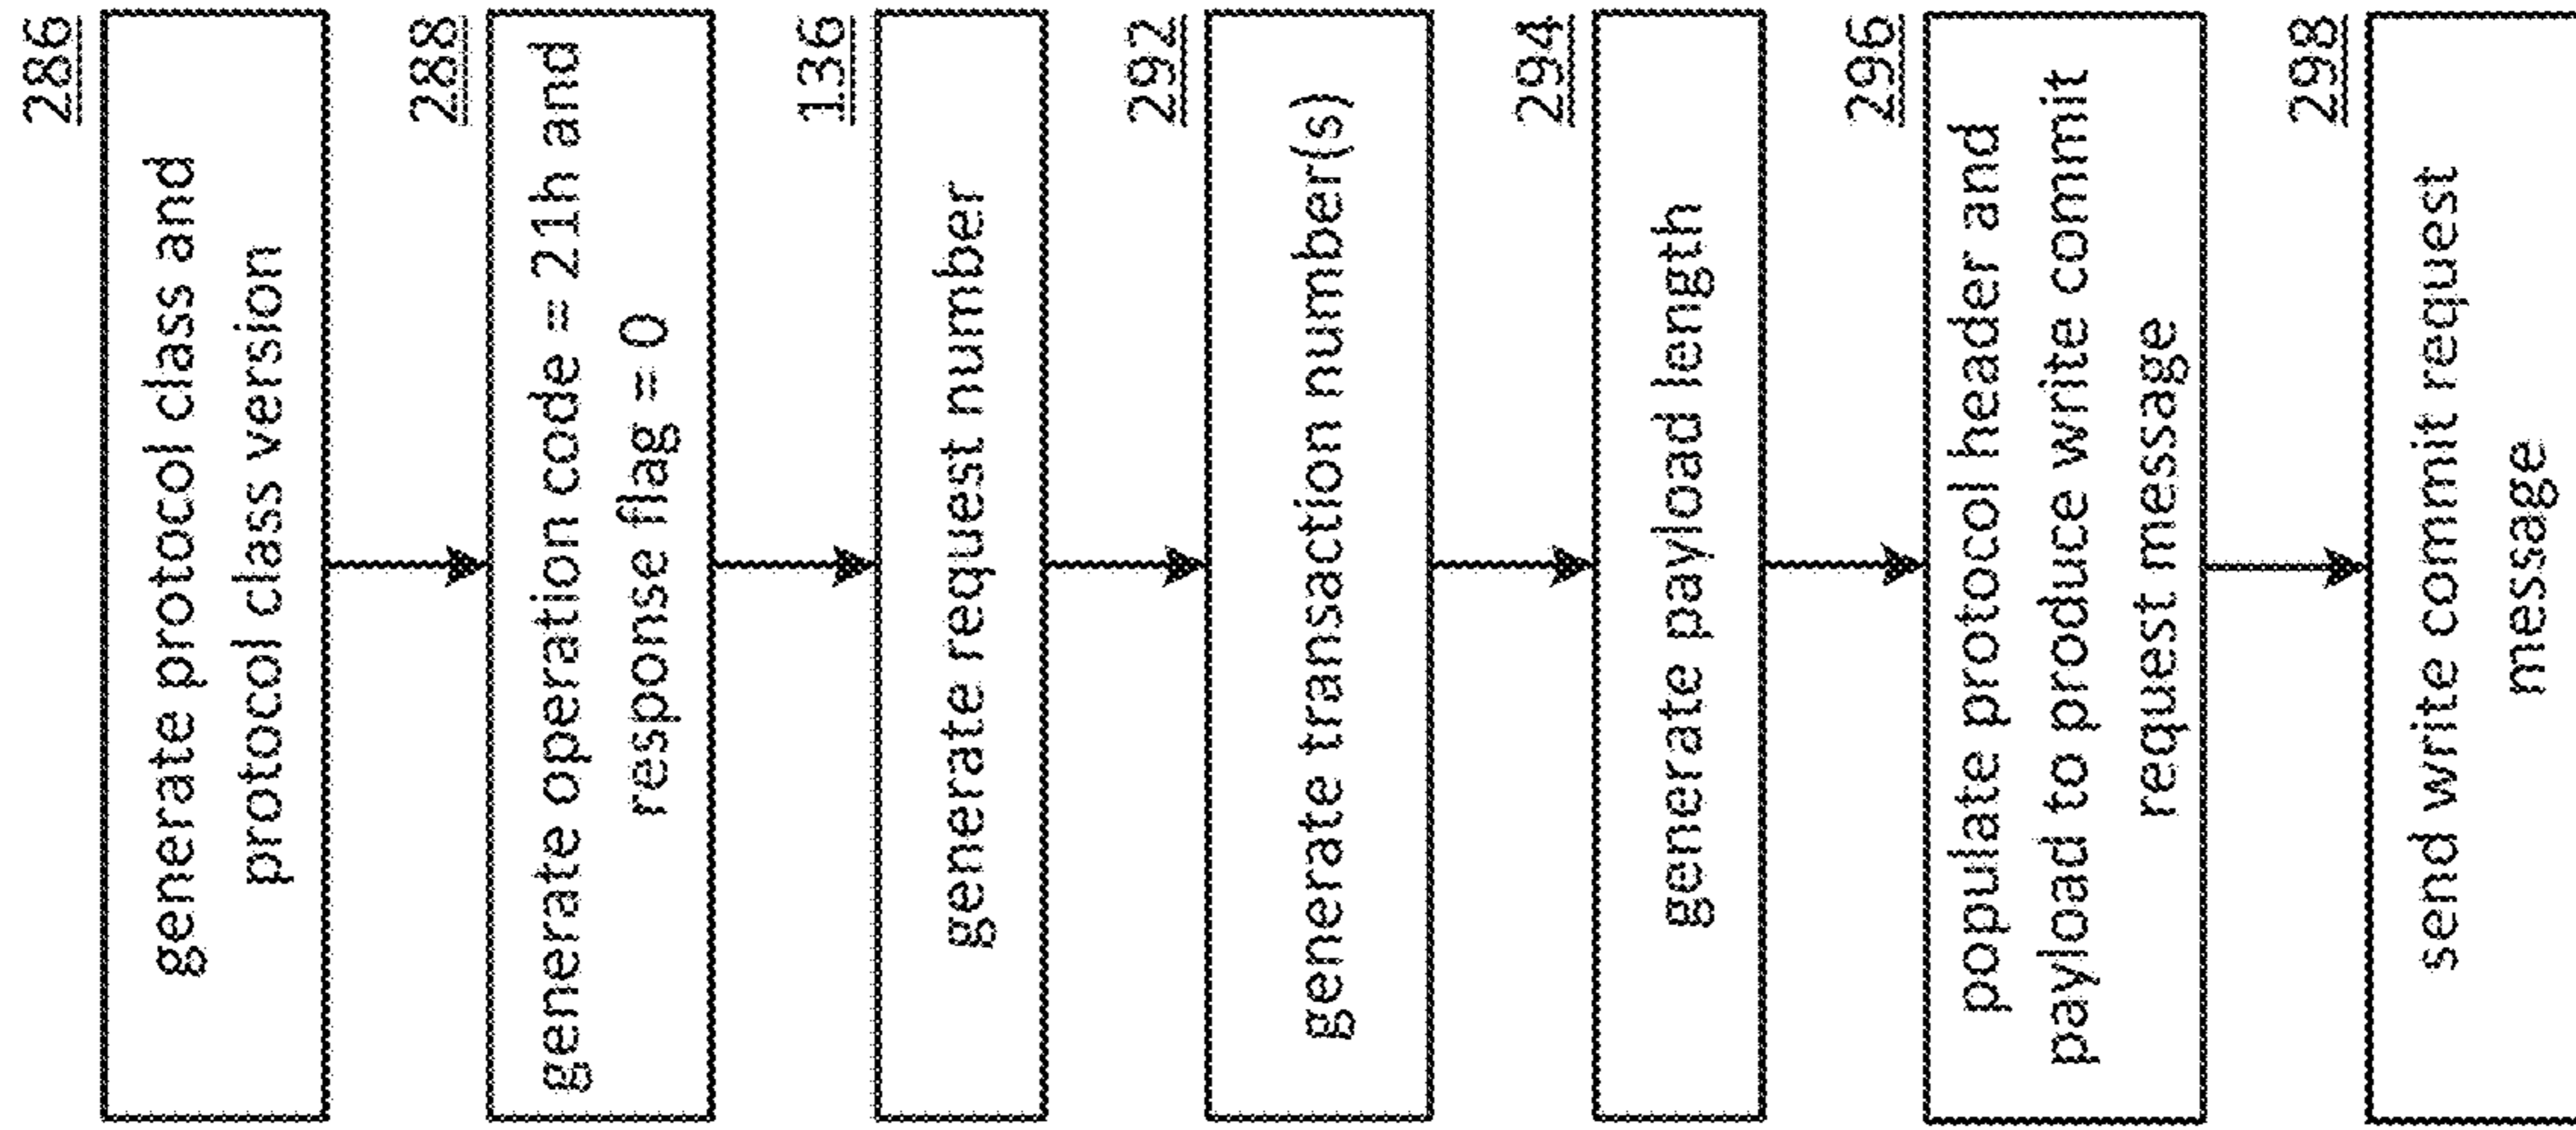 286
generate protocol class and
protocol class version
288
generate operation code = 21h and
response flag = 0
136
generate request number
292
generate transaction number(s)
294
generate payload length
296
populate protocol header and
payload to produce write commit
request message
298
send write commit request
message